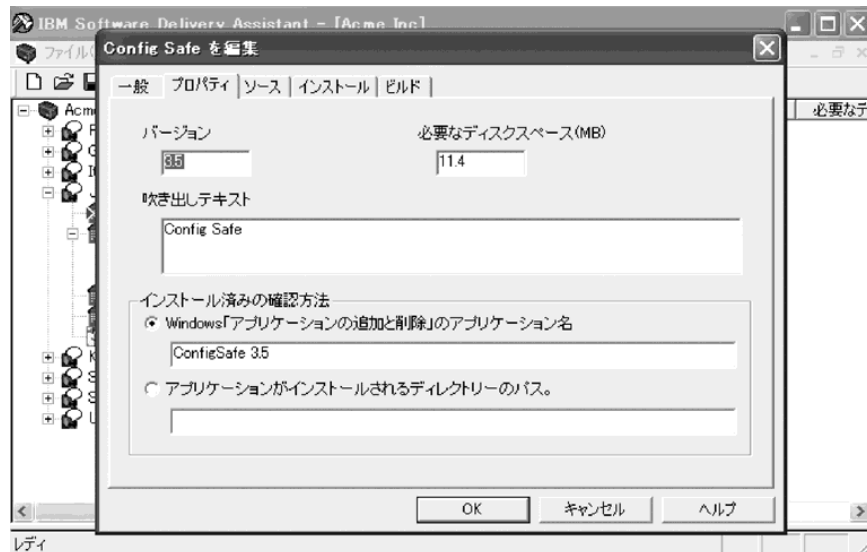 IBM Software Delivery Assistant - [Acme Inc]
Config Safe を編集
ファイル(
一般 プロパティ ソース インストール ビルド
Acm
必要なデ
バージョン 必要なディスクスペース(MB)
3.5 11.4
吹き出しテキスト
Config Safe
インストール済みの確認方法
Windows「アプリケーションの追加と削除」のアプリケーション名
ConfigSafe 3.5
アプリケーションがインストールされるディレクトリーのパス。
OK キャンセル ヘルプ
レディ